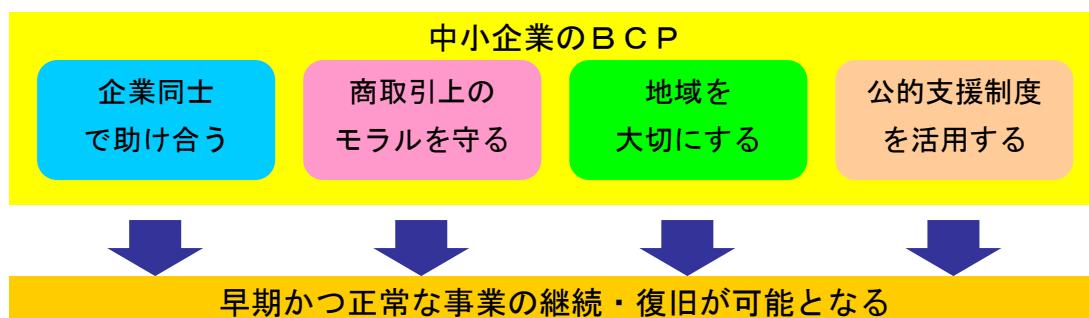 中小企業のＢＣＰ
企業同士
で助け合う
商取引上の
モラルを守る
地域を
大切にする
公的支援制度
を活用する
早期かつ正常な事業の継続・復旧が可能となる